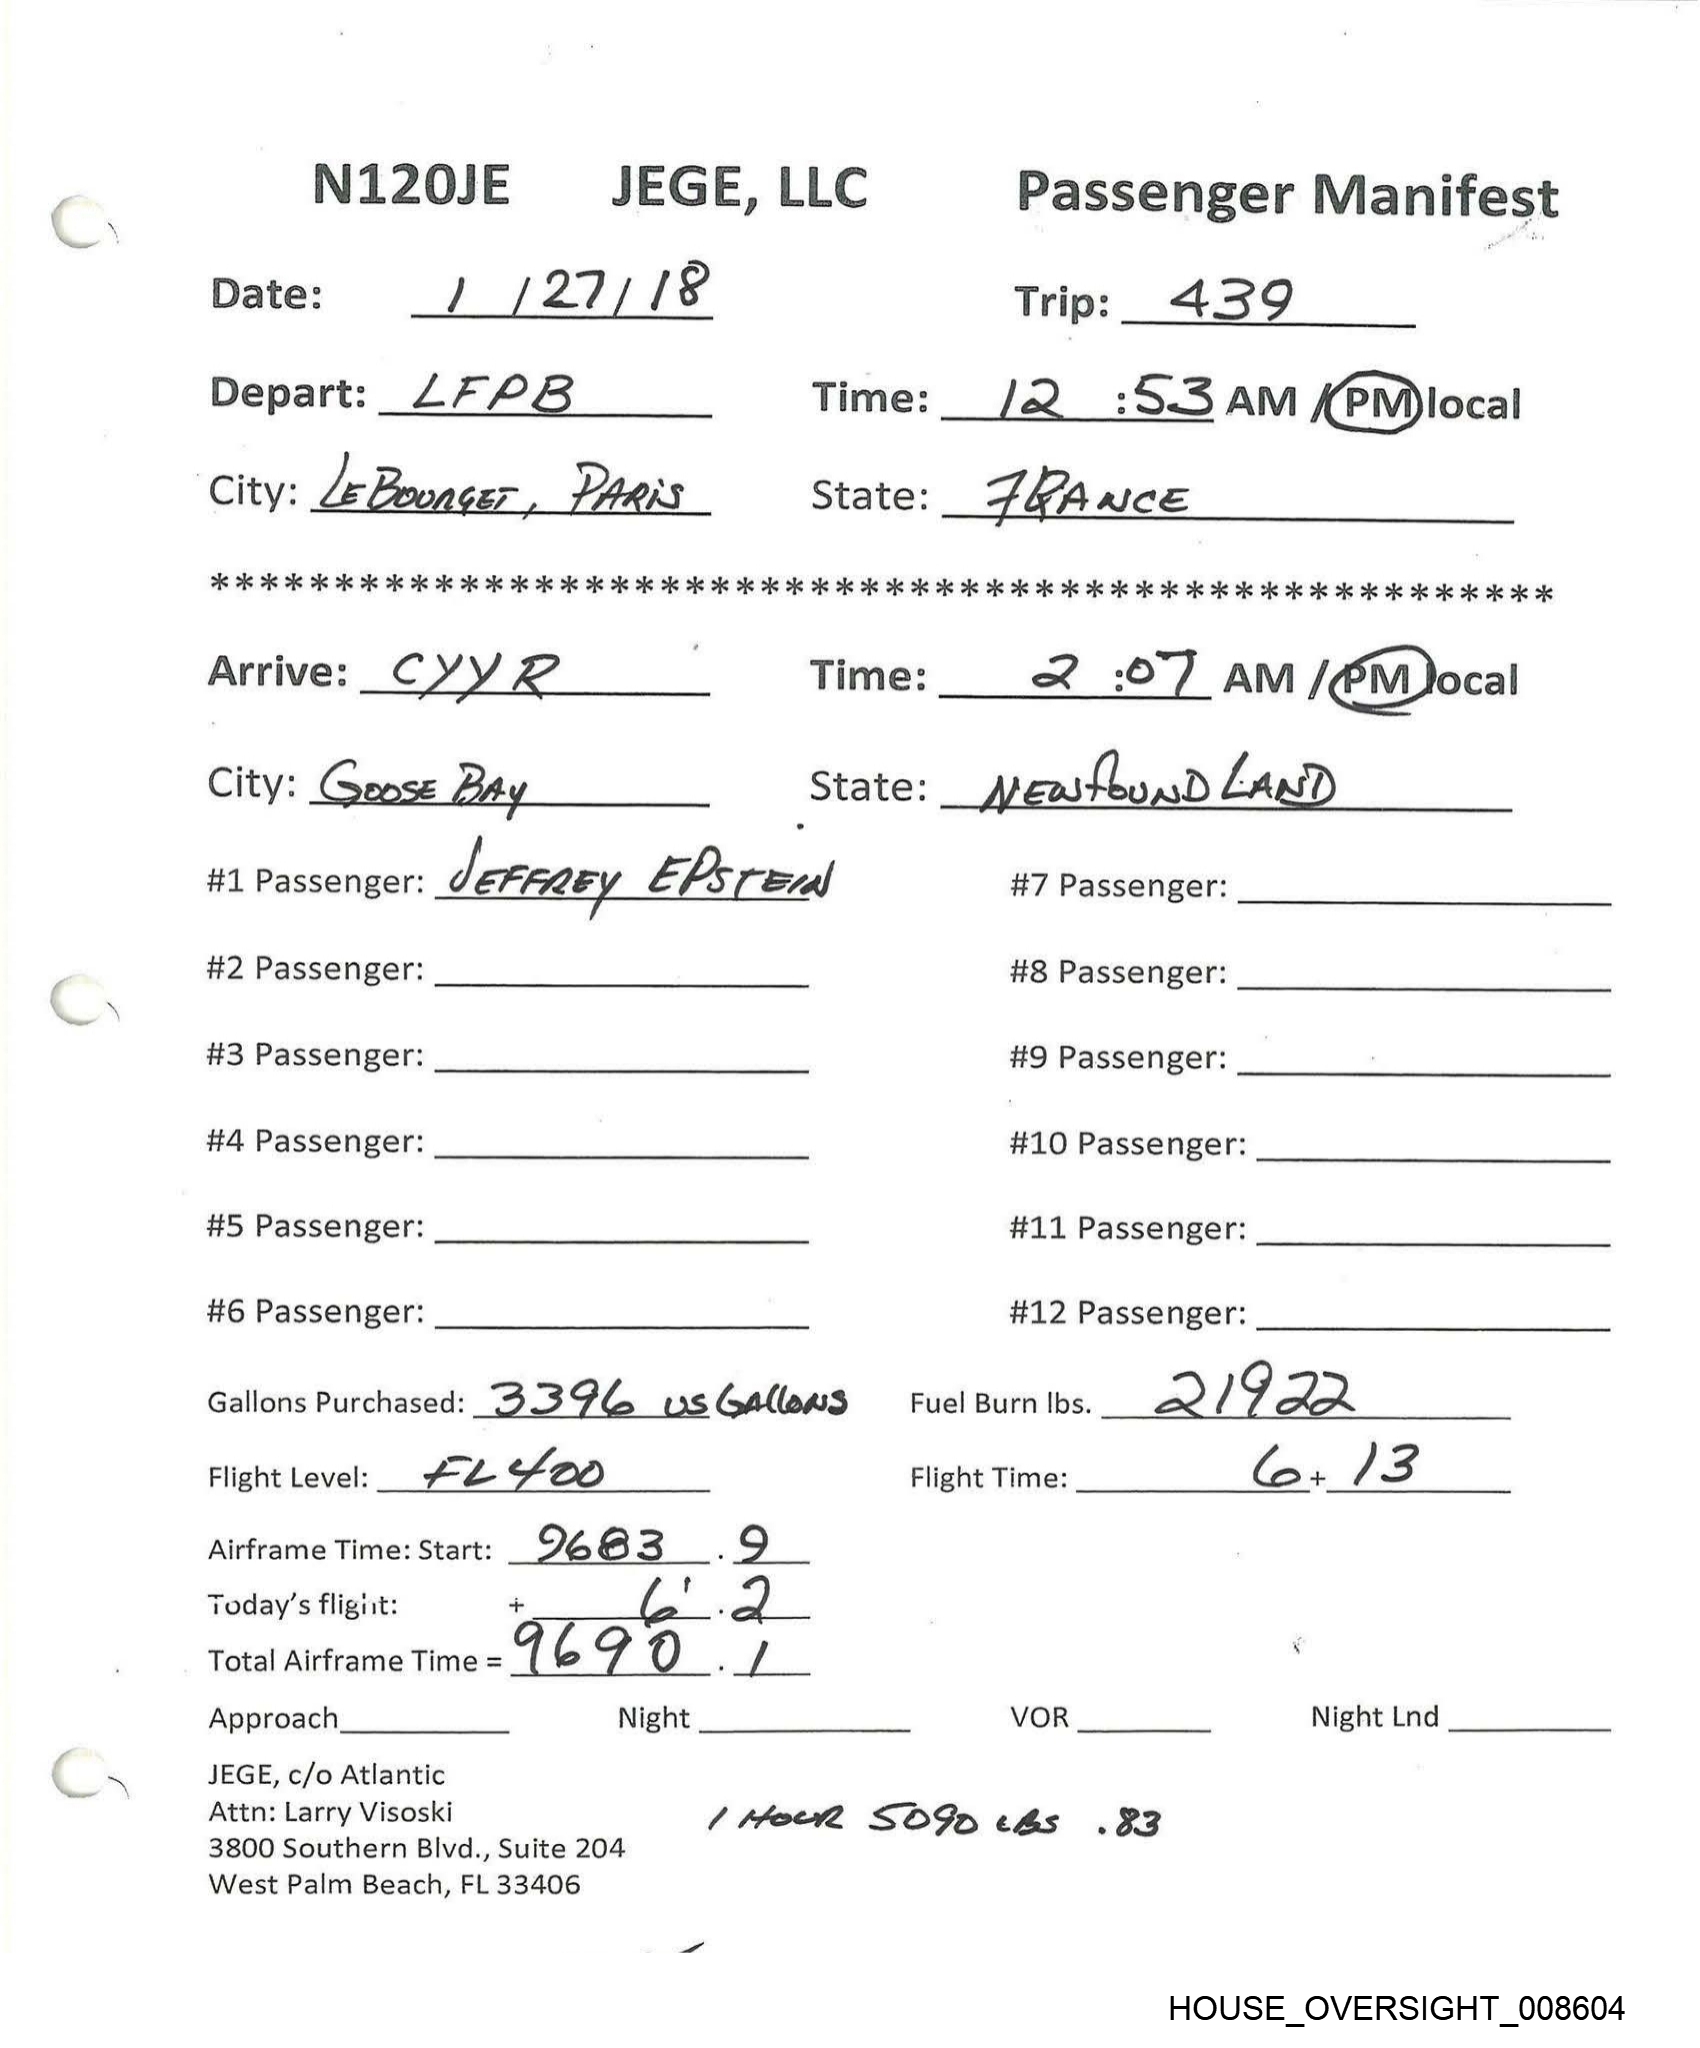 N120JE JEGE, LLC Passenger Manifest
Date: 1 /27/18 Trip: 439
Depart: LFPB Time: 12 :53 AM / PM local
City: LE BOURGET, PARIS State: FRANCE
******************************************************
Arrive: CYYR Time: 2 :07 AM / PM local
City: GOOSE BAY State: NEWFOUNDLAND
#1 Passenger: JEFFREY EPSTEIN #7 Passenger:
#2 Passenger: #8 Passenger:
#3 Passenger: #9 Passenger:
#4 Passenger: #10 Passenger:
#5 Passenger: #11 Passenger:
#6 Passenger: #12 Passenger:
Gallons Purchased: 3396 US GALLONS Fuel Burn lbs. 21922
Flight Level: FL400 Flight Time: 6 + 13
Airframe Time: Start: 9683 . 9
Today's flight: + 6 . 2
Total Airframe Time = 9690 . 1
Approach Night VOR Night Lnd
JEGE, c/o Atlantic
Attn: Larry Visoski
1 HOUR 5090 LBS .83
3800 Southern Blvd., Suite 204
West Palm Beach, FL 33406
HOUSE_OVERSIGHT_008604